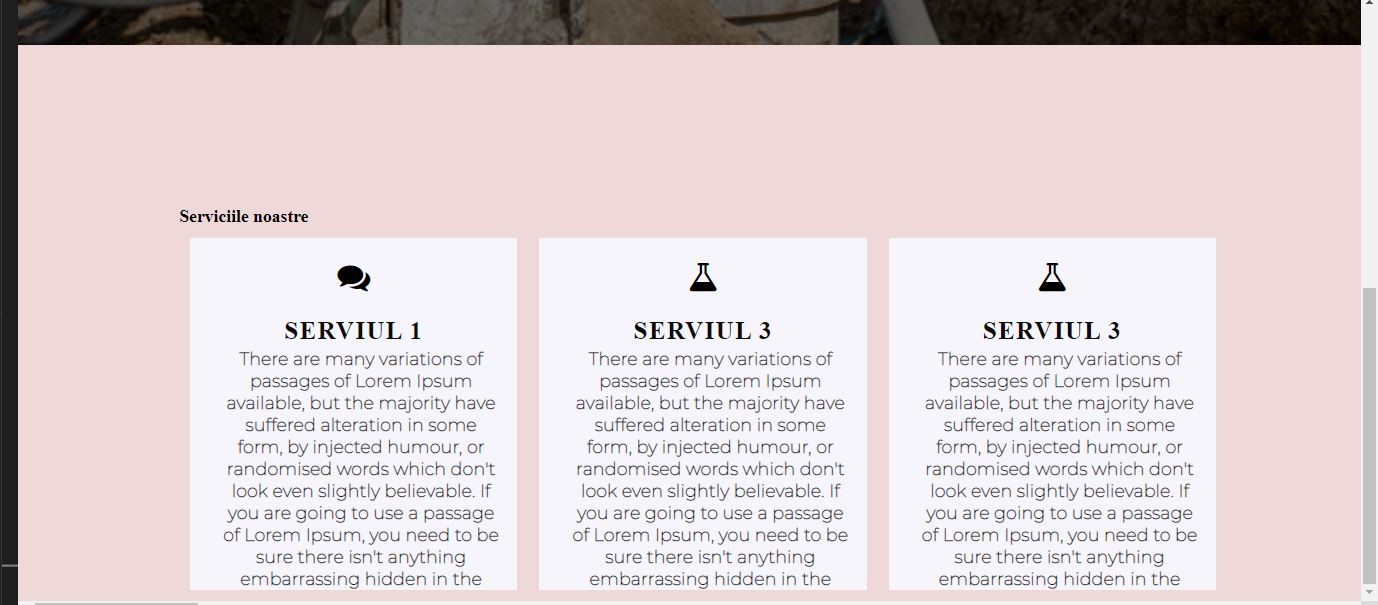 Serviciile noastre
SERVIUL 1
There are many variations of
passages of Lorem Ipsum
available, but the majority have
suffered alteration in some
form, by injected humour, or
randomised words which don't
look even slightly believable. If
you are going to use a passage
of Lorem Ipsum, you need to be
sure there isn't anything
embarrassing hidden in the
SERVIUL 3
There are many variations of
passages of Lorem Ipsum
available, but the majority have
suffered alteration in some
form, by injected humour, or
randomised words which don't
look even slightly believable. If
you are going to use a passage
of Lorem Ipsum, you need to be
sure there isn't anything
embarrassing hidden in the
SERVIUL 3
There are many variations of
passages of Lorem Ipsum
available, but the majority have
suffered alteration in some
form, by injected humour, or
randomised words which don't
look even slightly believable. If
you are going to use a passage
of Lorem Ipsum, you need to be
sure there isn't anything
embarrassing hidden in the